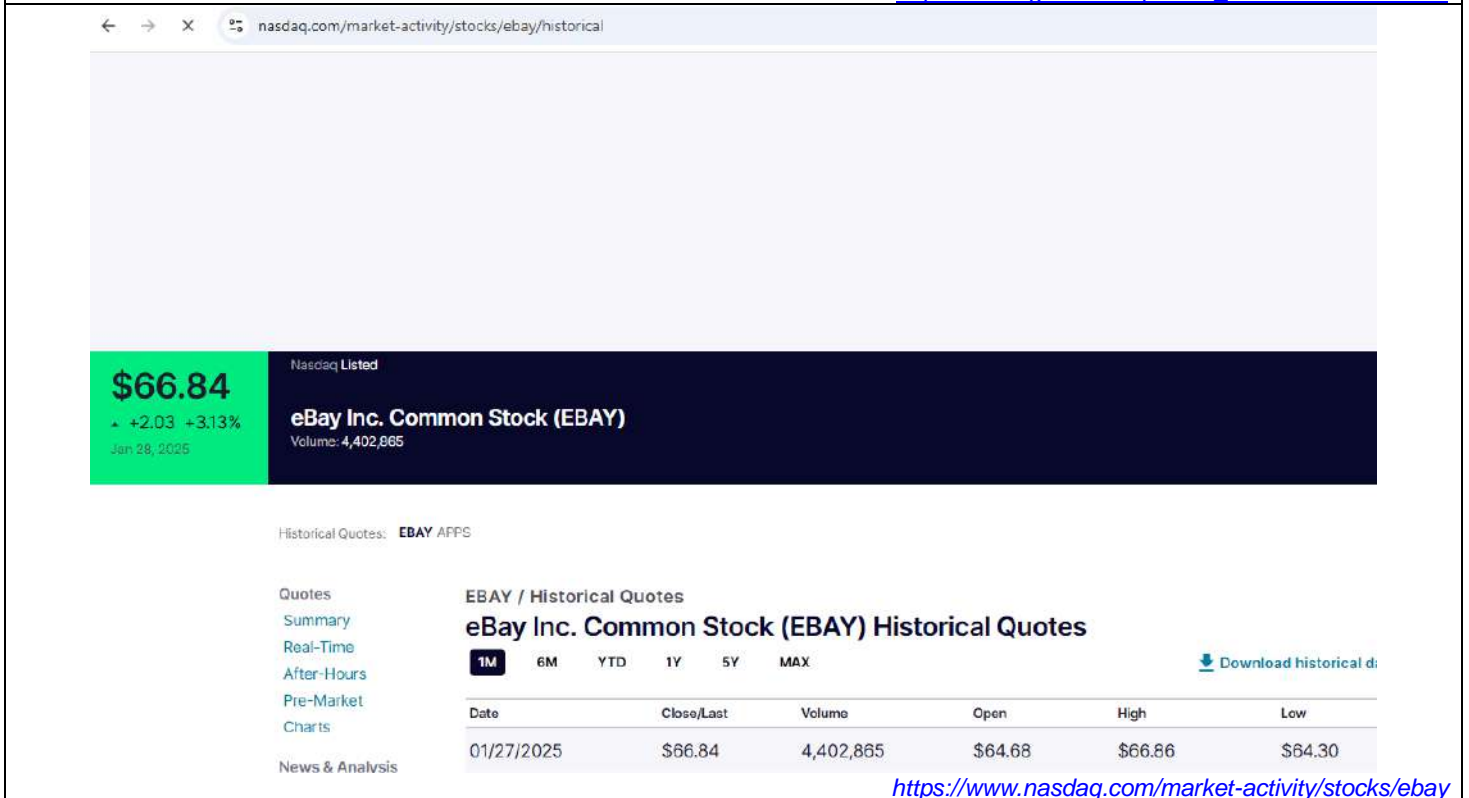 nasdaq.com/market-activity/stocks/ebay/historical
$66.84
+2.03 +3.13%
Jan 28, 2025
Nasdaq Listed
eBay Inc. Common Stock (EBAY)
Volume: 4,402,865
Historical Quotes: EBAY APPS
Quotes
Summary
Real-Time
After-Hours
Pre-Market
Charts
News & Analysis
EBAY / Historical Quotes
eBay Inc. Common Stock (EBAY) Historical Quotes
1M 6M YTD 1Y 5Y MAX
Download historical
Date Close/Last Volume Open High Low
01/27/2025 $66.84 4,402,865 $64.68 $66.86 $64.30
https://www.nasdaq.com/market-activity/stocks/ebay